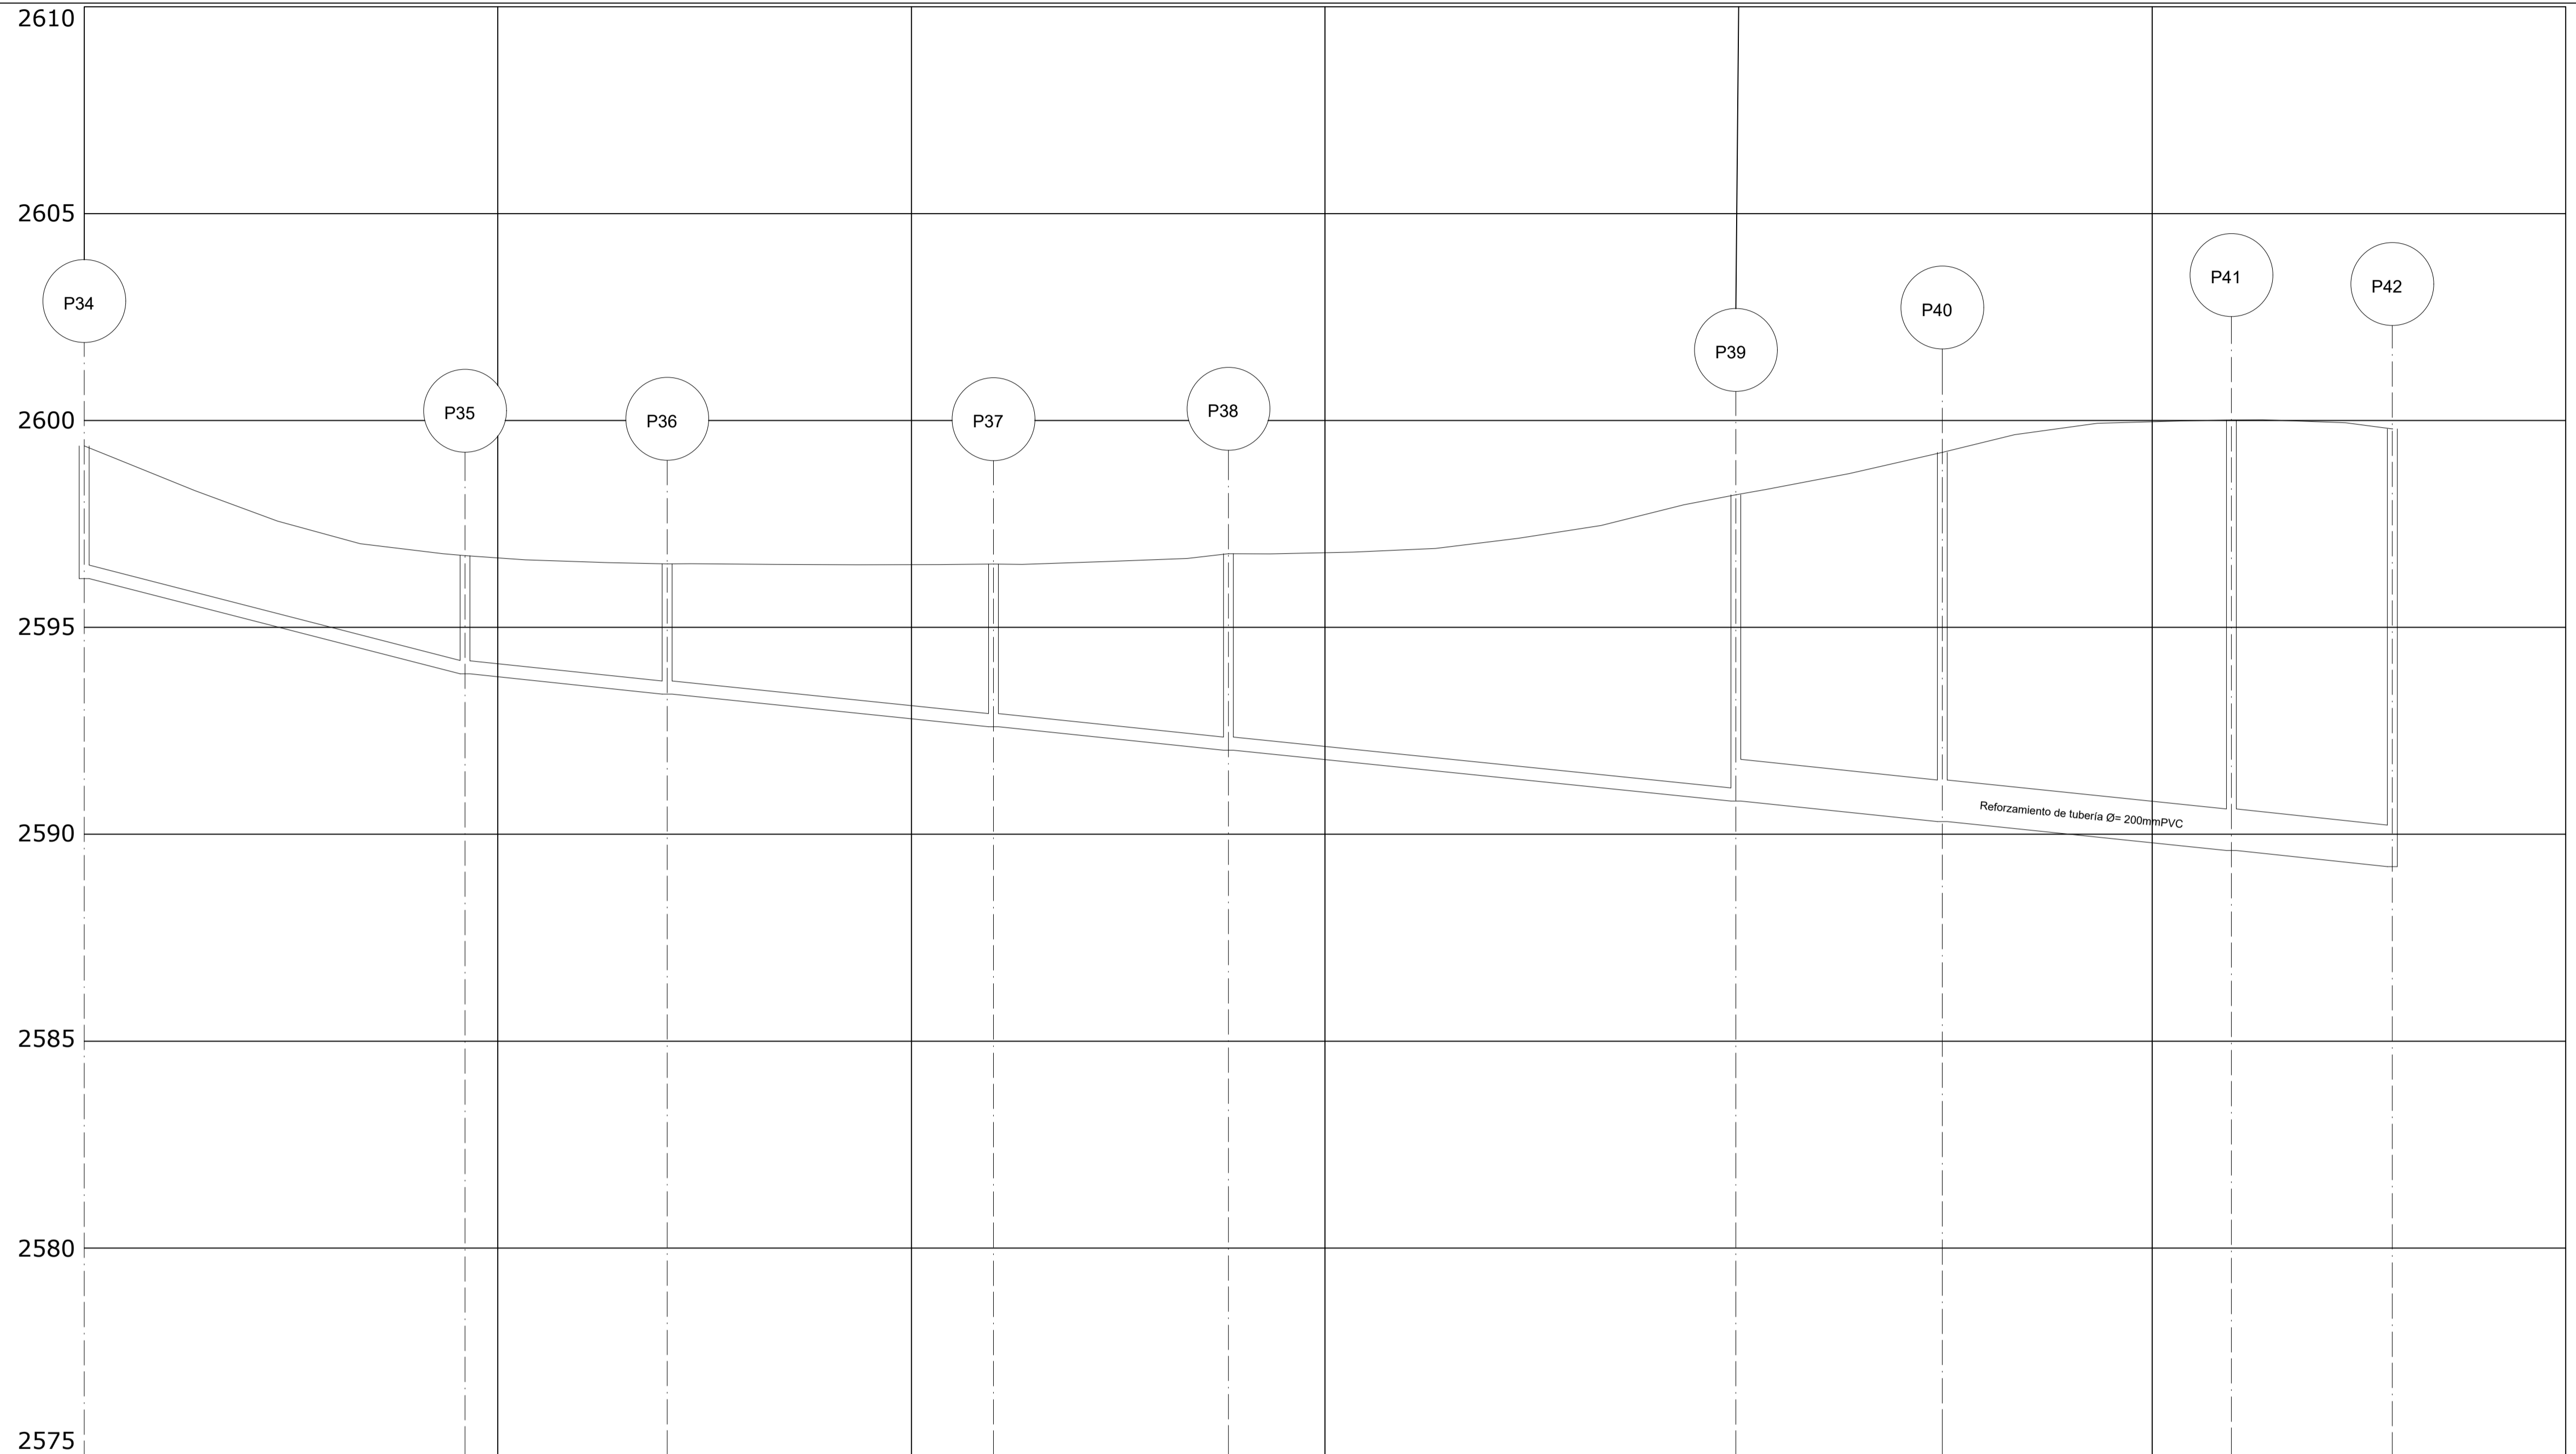 2610
2605
P34
P41
P42
P40
P39
2600
P35
P36
P37
P38
2595
Reforzamiento de tubería Ø= 200mmPVC
2590
2585
2580
2575